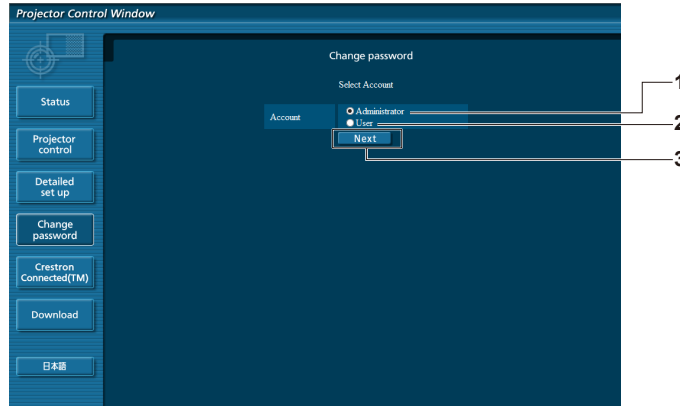 Projector Control Window
Change password
Select Account
Status
Account
Administrator
User
Next
1
2
3
Projector
control
Detailed
set up
Change
password
Crestron
Connected(TM)
Download
日本語